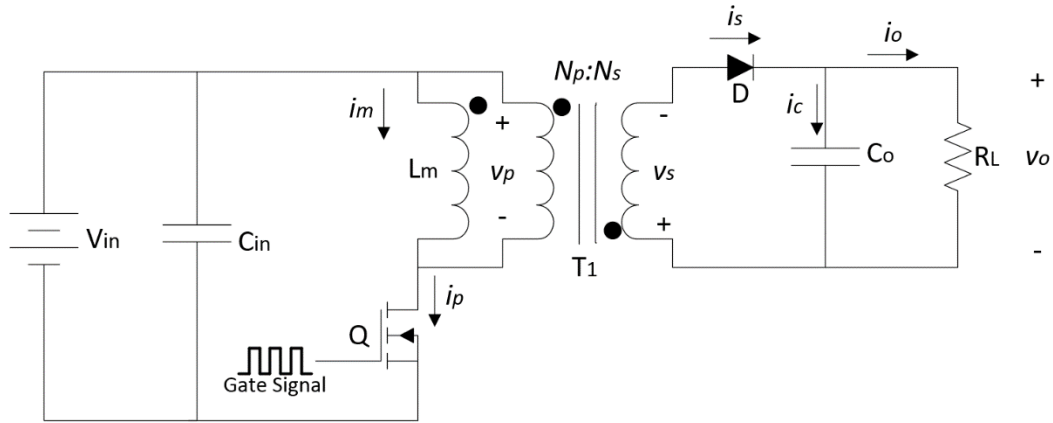 is
io
Np:Ns
D
+
im
ic
+
-
Lm
vp
vs
Co
RL
vo
Vin
Cin
-
+
T1
-
ip
Q
Gate Signal